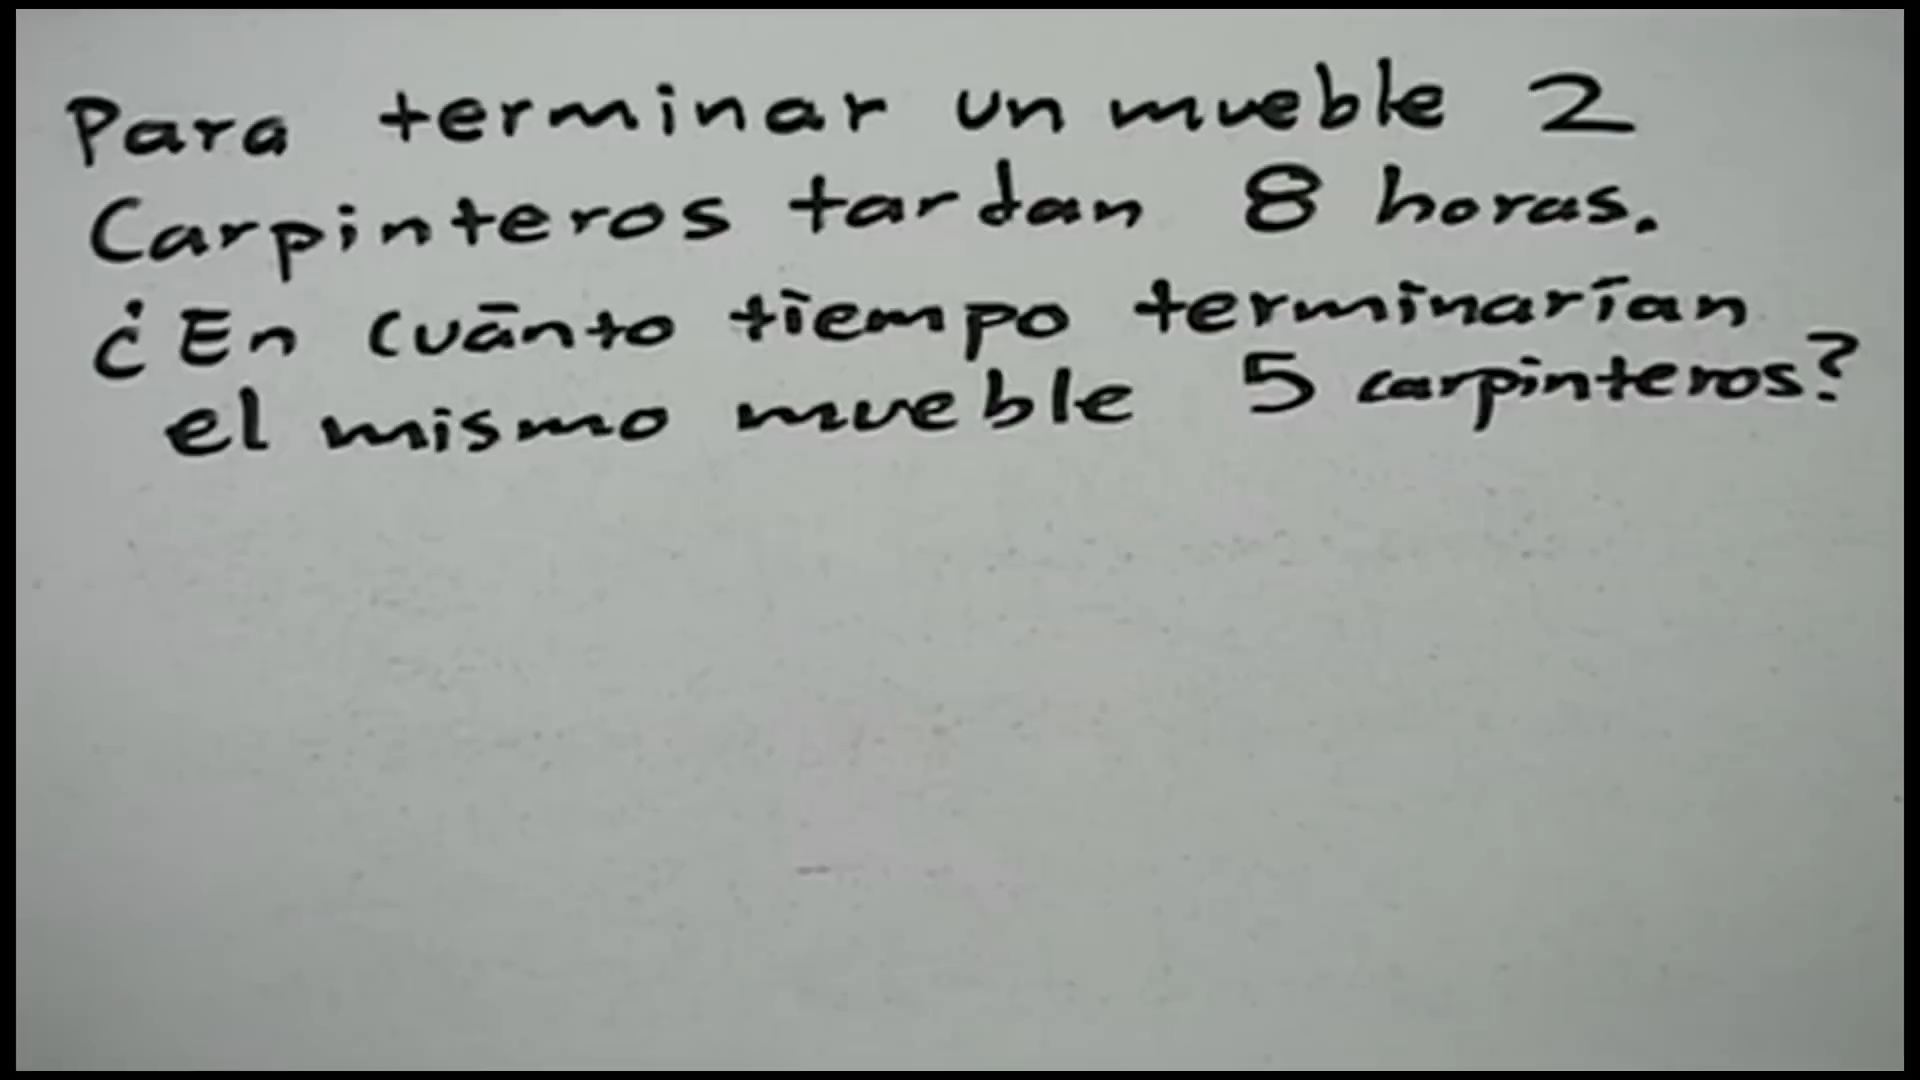 Para terminar un mueble 2
Carpinteros tardan 8 horas.
¿En cuánto tiempo terminarían
el mismo mueble 5 carpinteros?